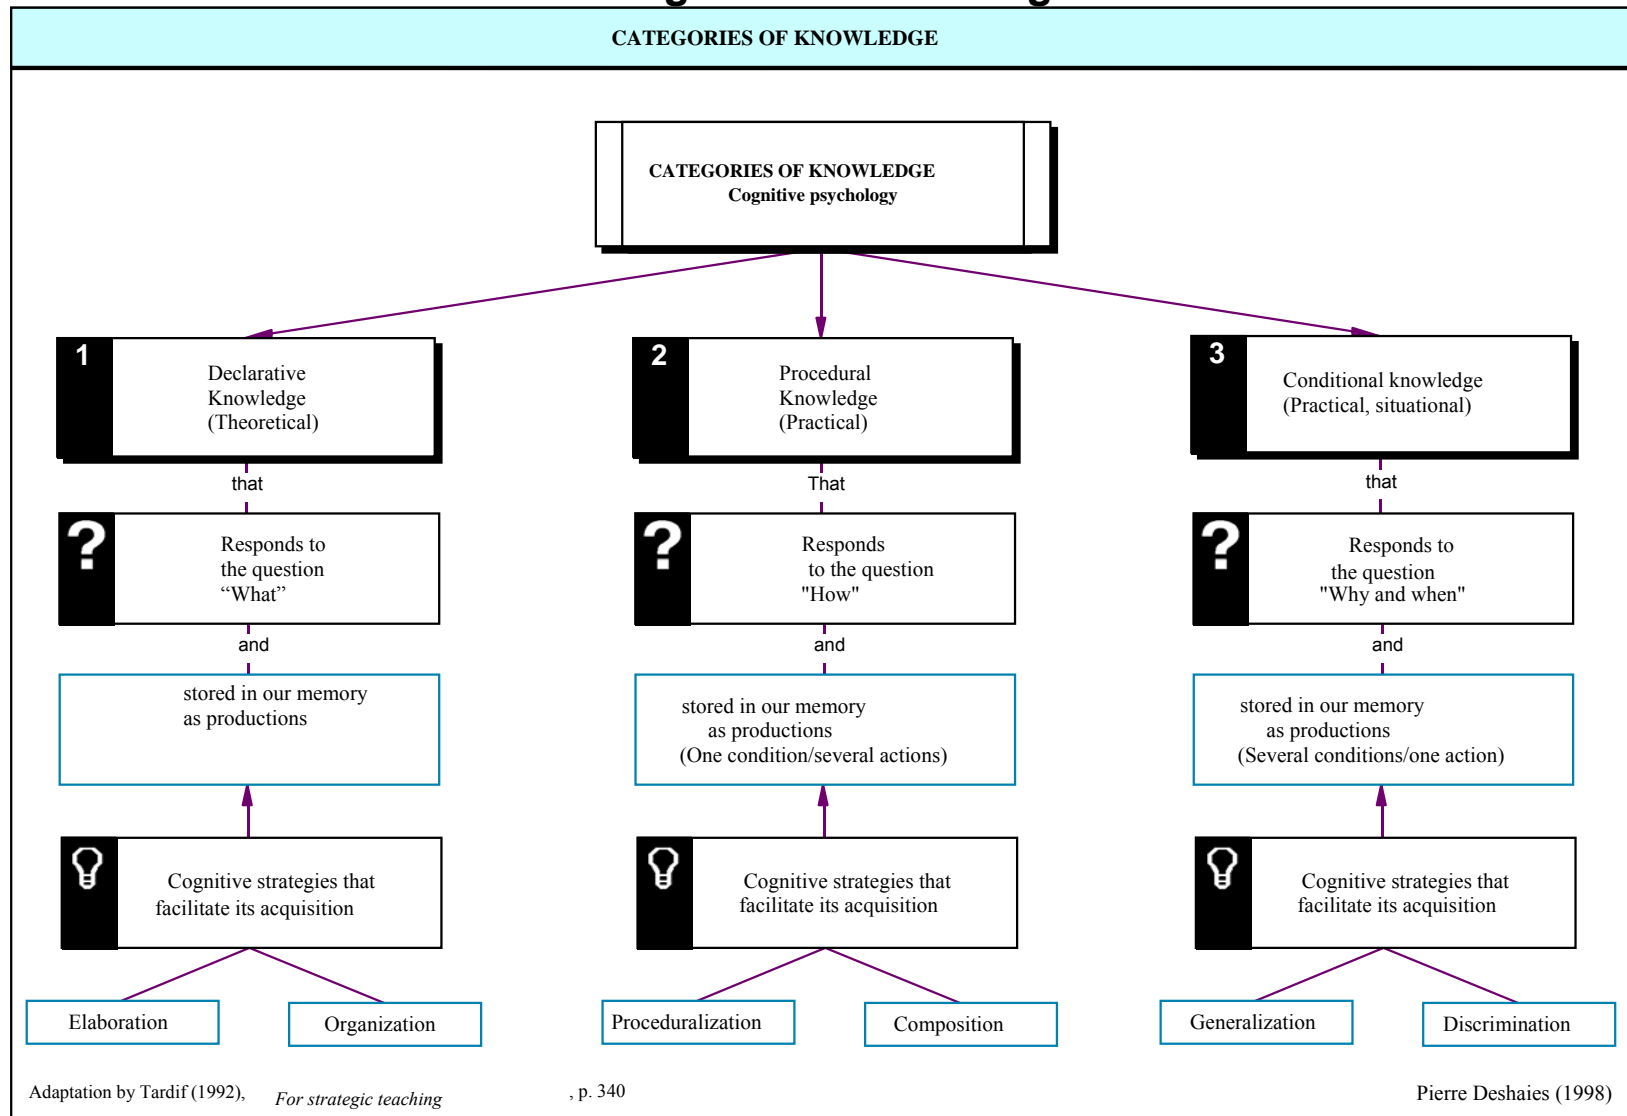 CATEGORIES OF KNOWLEDGE
CATEGORIES OF KNOWLEDGE
Cognitive psychology
1
Declarative
Knowledge
(Theoretical)
that
?
Responds to
the question
“What”
and
stored in our memory
as productions
Cognitive strategies that
facilitate its acquisition
Elaboration
Organization
2
Procedural
Knowledge
(Practical)
That
?
Responds
to the question
"How"
and
stored in our memory
as productions
(One condition/several actions)
Cognitive strategies that
facilitate its acquisition
Proceduralization
Composition
3
Conditional knowledge
(Practical, situational)
that
?
Responds to
the question
"Why and when"
and
stored in our memory
as productions
(Several conditions/one action)
Cognitive strategies that
facilitate its acquisition
Generalization
Discrimination
Adaptation by Tardif (1992), For strategic teaching , p. 340
Pierre Deshaies (1998)